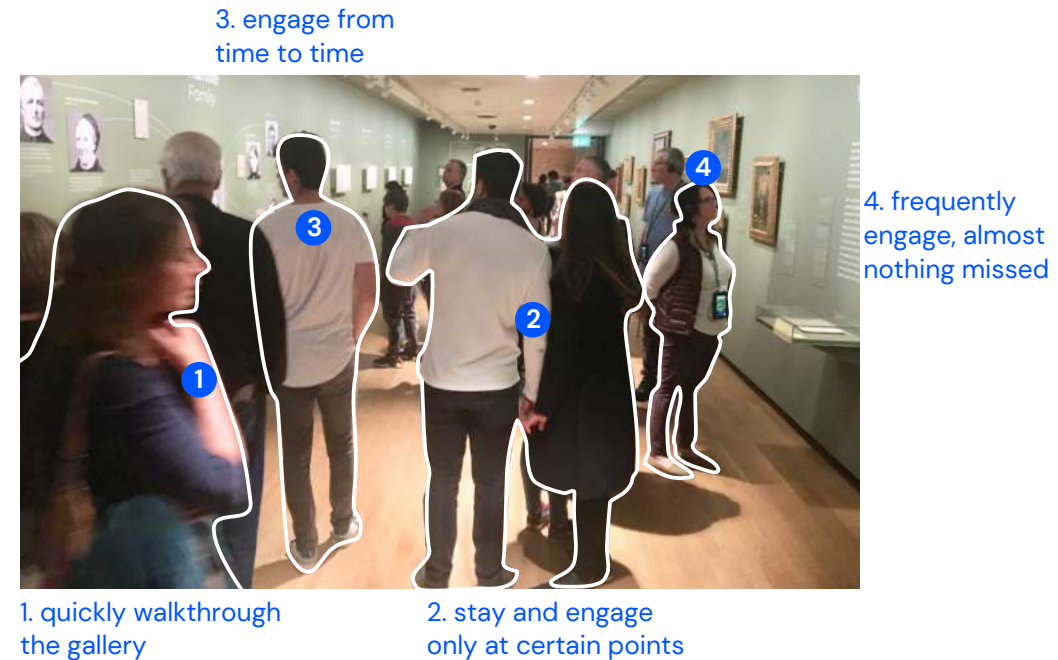 3. engage from
time to time
Family
3
4
2
1
4. frequently
engage, almost
nothing missed
1. quickly walkthrough
the gallery
2. stay and engage
only at certain points